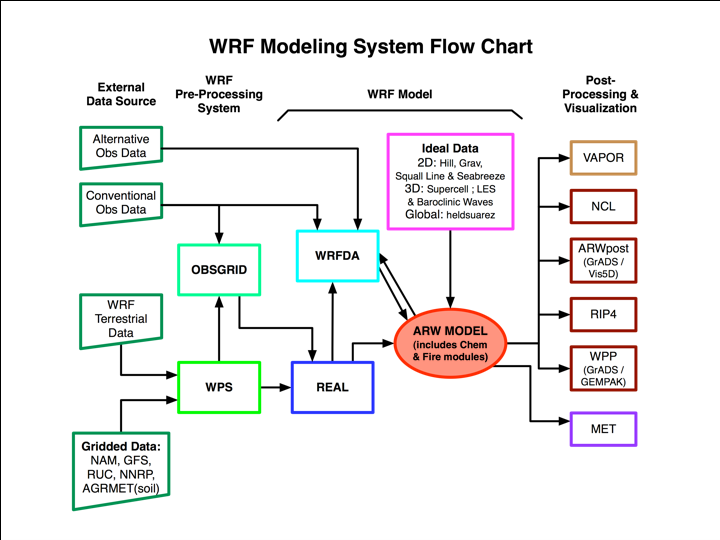 WRF Modeling System Flow Chart
External
Data Source
WRF
Pre-Processing
System
WRF Model
Post-
Processing &
Visualization
Alternative
Obs Data
Conventional
Obs Data
WRF
Terrestrial
Data
Gridded Data:
NAM, GFS,
RUC, NNRP,
AGRMET(soil)
OBSGRID
WPS
WRFDA
REAL
Ideal Data
2D: Hill, Grav,
Squall Line & Seabreeze
3D: Supercell ; LES
& Baroclinic Waves
Global: heldsuarez
ARW MODEL
(includes Chem
& Fire modules)
VAPOR
NCL
ARWpost
(GrADS /
Vis5D)
RIP4
WPP
(GrADS /
GEMPAK)
MET